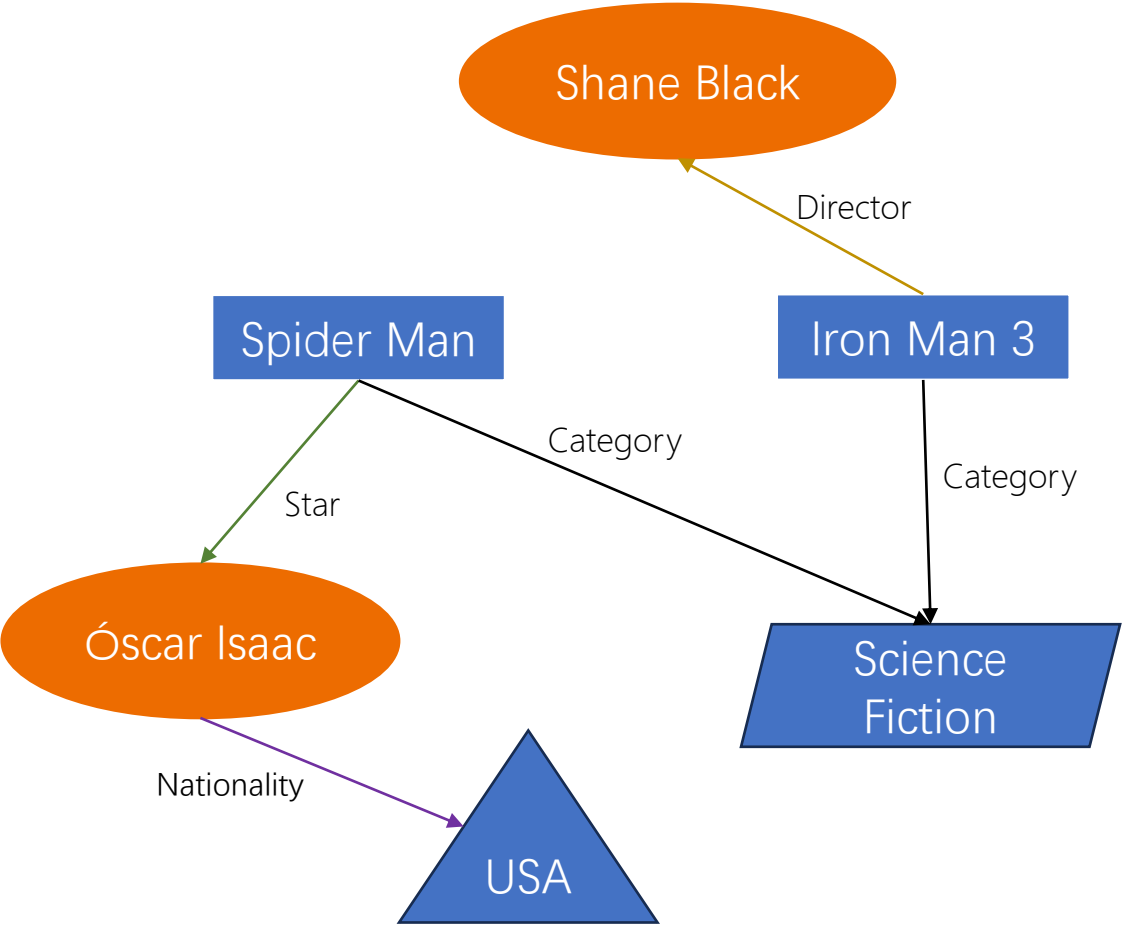 Shane Black
Director
Spider Man
Iron Man 3
Category
Category
Star
Óscar Isaac
Science
Fiction
Nationality
USA